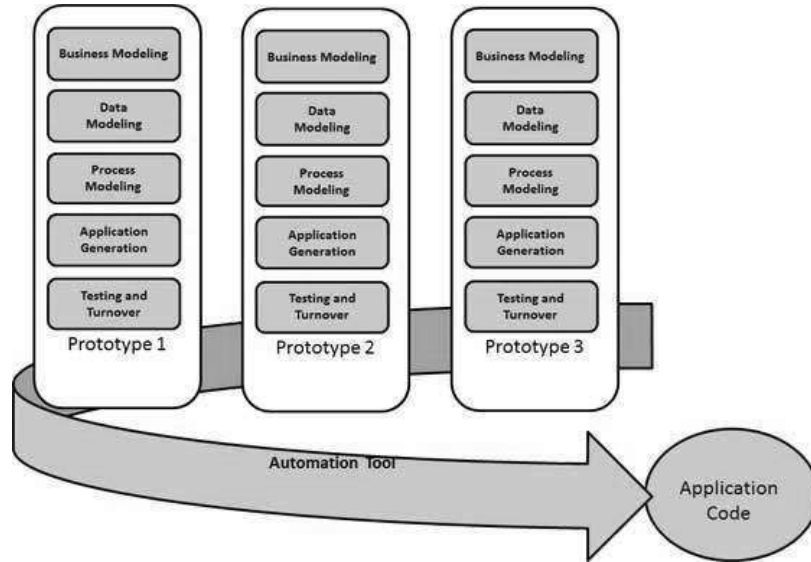 Business Modeling
Data
Modeling
Process
Modeling
Application
Generation
Testing and
Turnover
Prototype 1
Business Modeling
Data
Modeling
Process
Modeling
Application
Generation
Testing and
Turnover
Prototype 2
Business Modeling
Data
Modeling
Process
Modeling
Application
Generation
Testing and
Turnover
Prototype 3
Automation Tool
Application
Code